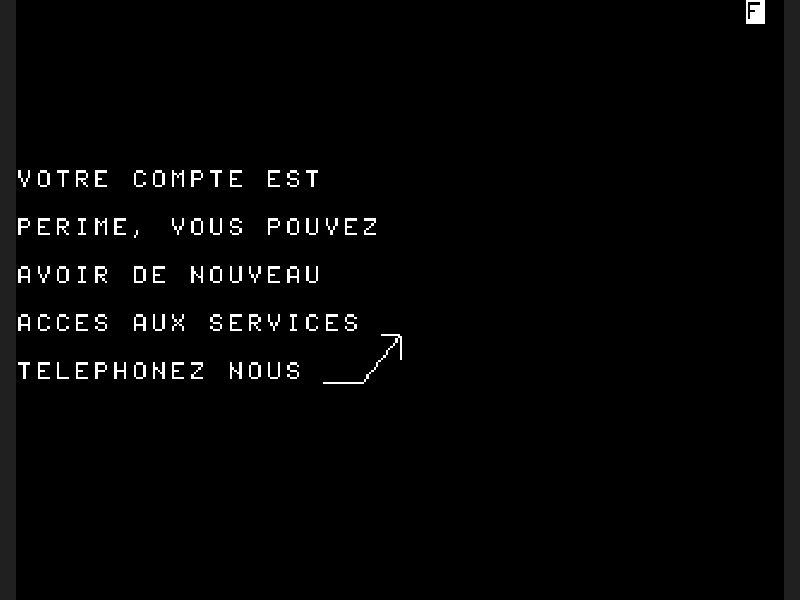 F
VOTRE COMPTE EST
PERIME, VOUS POUVEZ
AVOIR DE NOUVEAU
ACCES AUX SERVICES
TELEPHONEZ NOUS